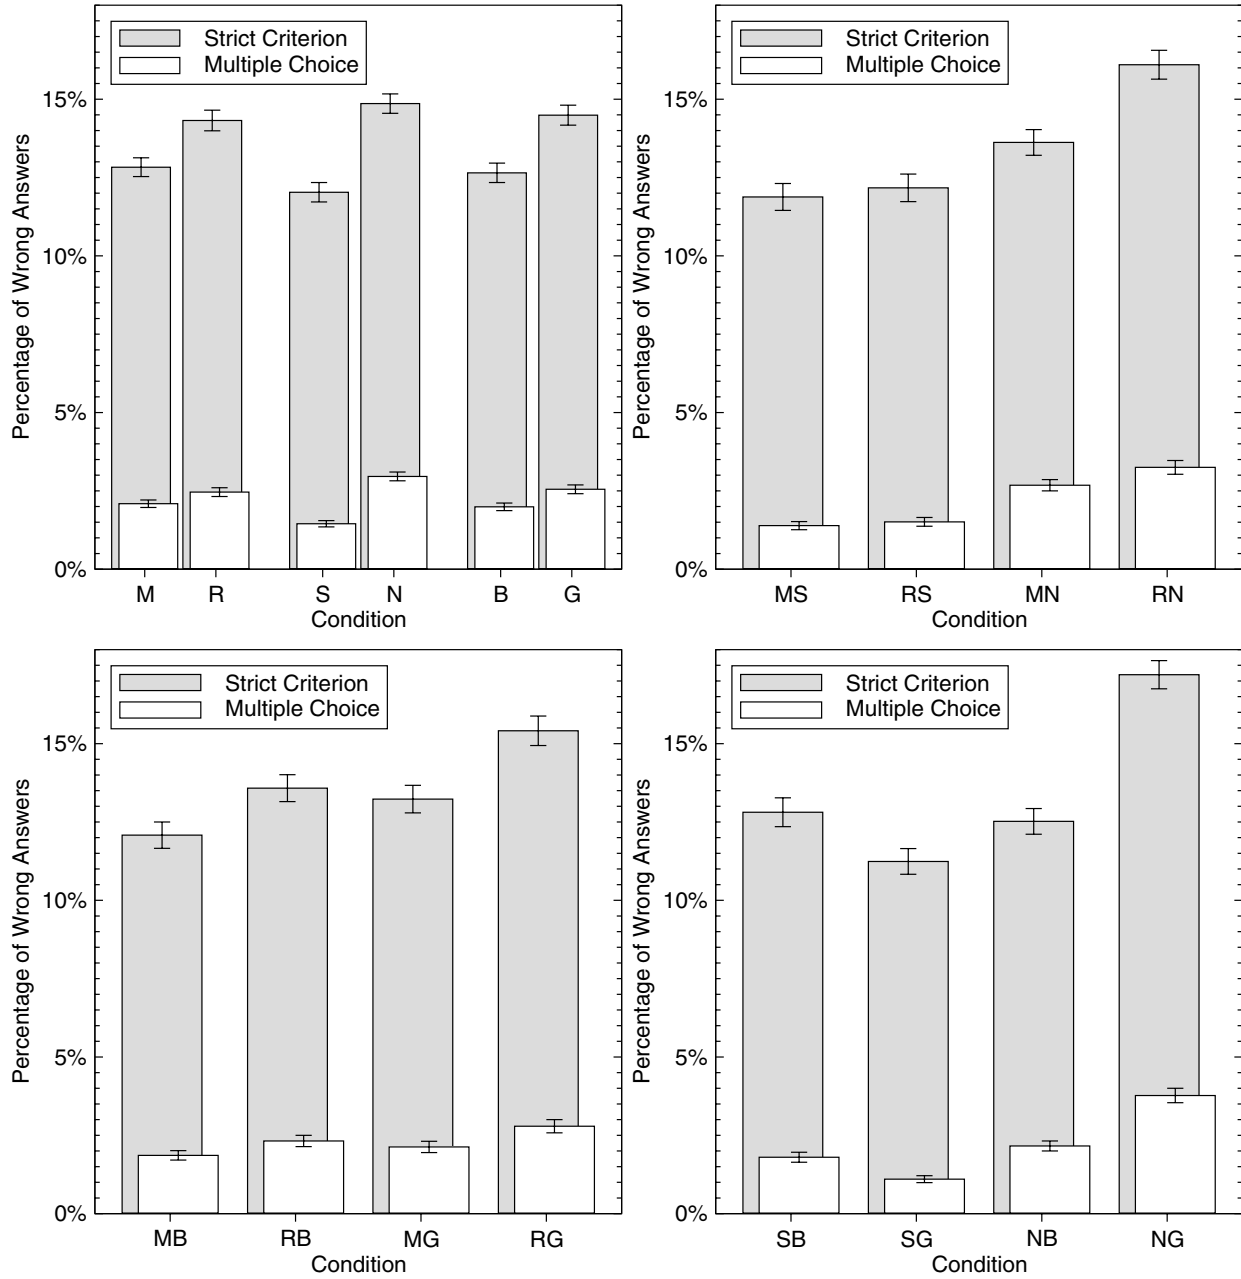 Strict Criterion
Multiple Choice
15%
10%
5%
0%
Percentage of Wrong Answers
M R S N B G
Condition
Strict Criterion
Multiple Choice
15%
10%
5%
0%
Percentage of Wrong Answers
MS RS MN RN
Condition
Strict Criterion
Multiple Choice
15%
10%
5%
0%
Percentage of Wrong Answers
MB RB MG RG
Condition
Strict Criterion
Multiple Choice
15%
10%
5%
0%
Percentage of Wrong Answers
SB SG NB NG
Condition